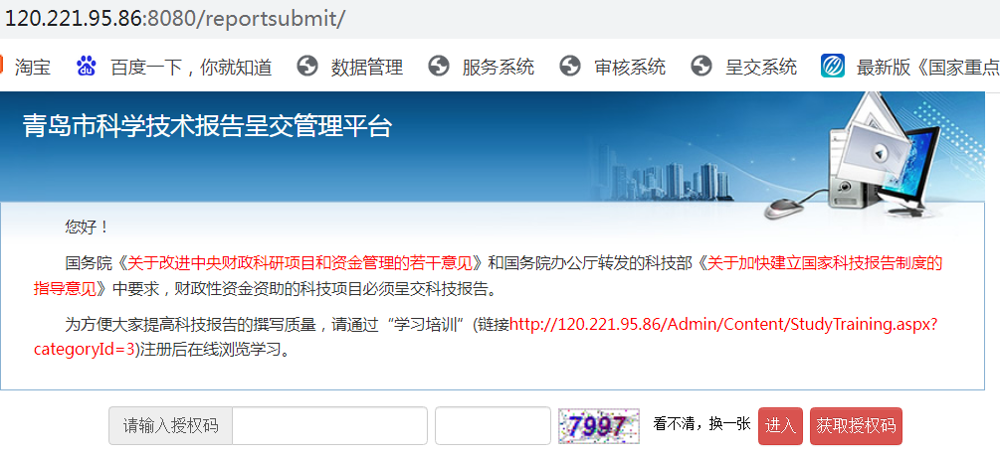 120.221.95.86:8080/reportsubmit/
淘宝 百度一下，你就知道 数据管理 服务系统 审核系统 呈交系统 最新版《国家重点
青岛市科学技术报告呈交管理平台
您好！
国务院《关于改进中央财政科研项目和资金管理的若干意见》和国务院办公厅转发的科技部《关于加快建立国家科技报告制度的
指导意见》中要求，财政性资金资助的科技项目必须呈交科技报告。
为方便大家提高科技报告的撰写质量，请通过“学习培训”(链接http://120.221.95.86/Admin/Content/StudyTraining.aspx?
categoryId=3)注册后在线浏览学习。
请输入授权码 7997 看不清，换一张 进入 获取授权码